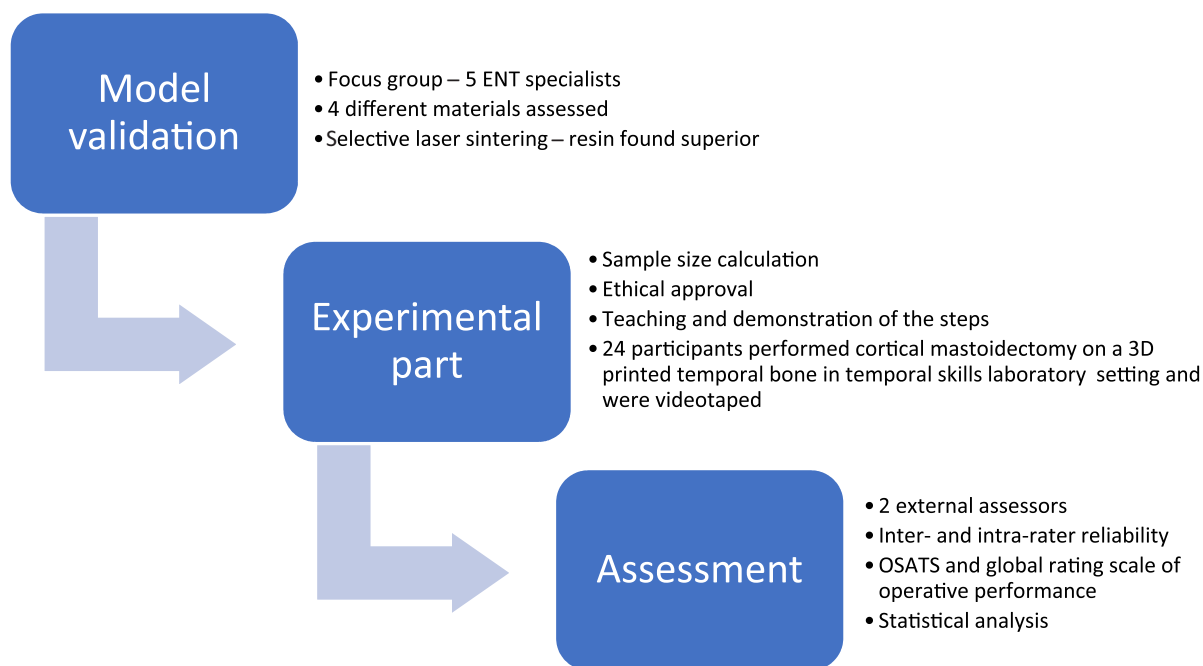 Model
validation
• Focus group – 5 ENT specialists
• 4 different materials assessed
• Selective laser sintering – resin found superior
Experimental
part
• Sample size calculation
• Ethical approval
• Teaching and demonstration of the steps
• 24 participants performed cortical mastoidectomy on a 3D
printed temporal bone in temporal skills laboratory setting and
were videotaped
Assessment
• 2 external assessors
• Inter- and intra-rater reliability
• OSATS and global rating scale of
operative performance
• Statistical analysis